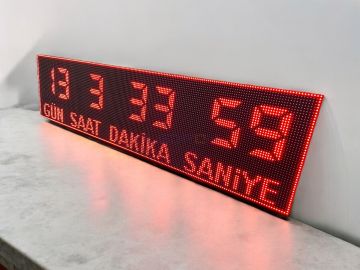 13 3 33 59
GÜN SAAT DAKİKA SANİYE